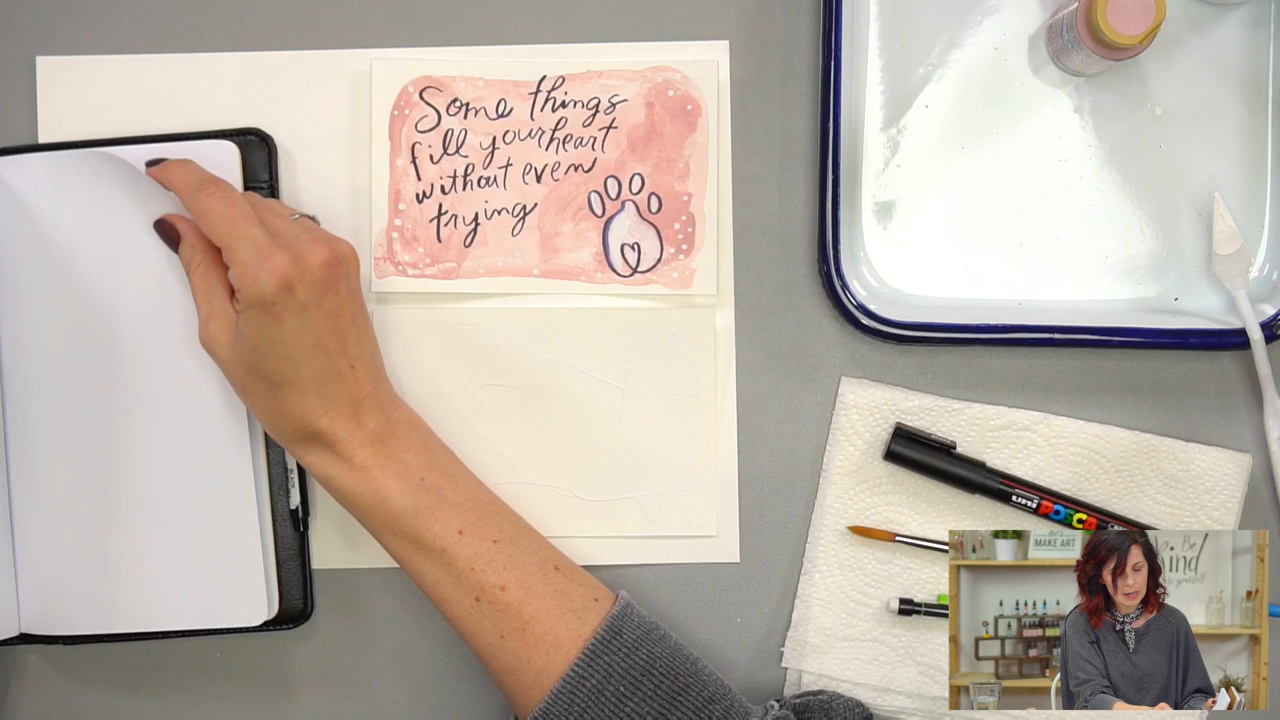 Some things
fill your heart
without even
trying
uni POSCA
MAKE ART
Be
kind